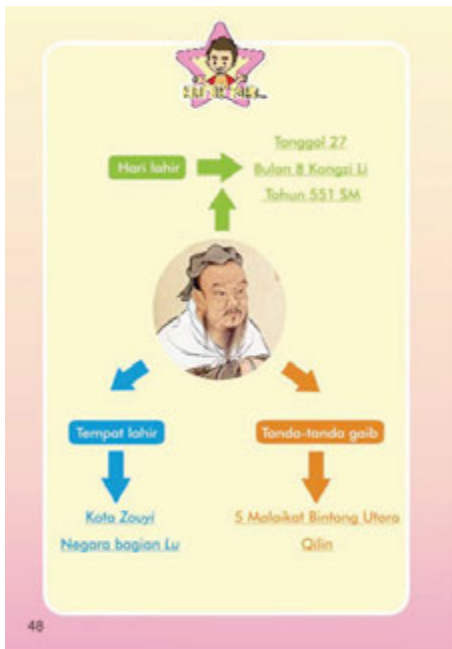 Hari lahir
Tanggal 27
Bulan 8 Kongzi Li
Tahun 551 SM
Tempat lahir
Kota Zouyi
Negara bagian Lu
Tanda-tanda gaib
5 Malaikat Bintang Utara
Qilin
48